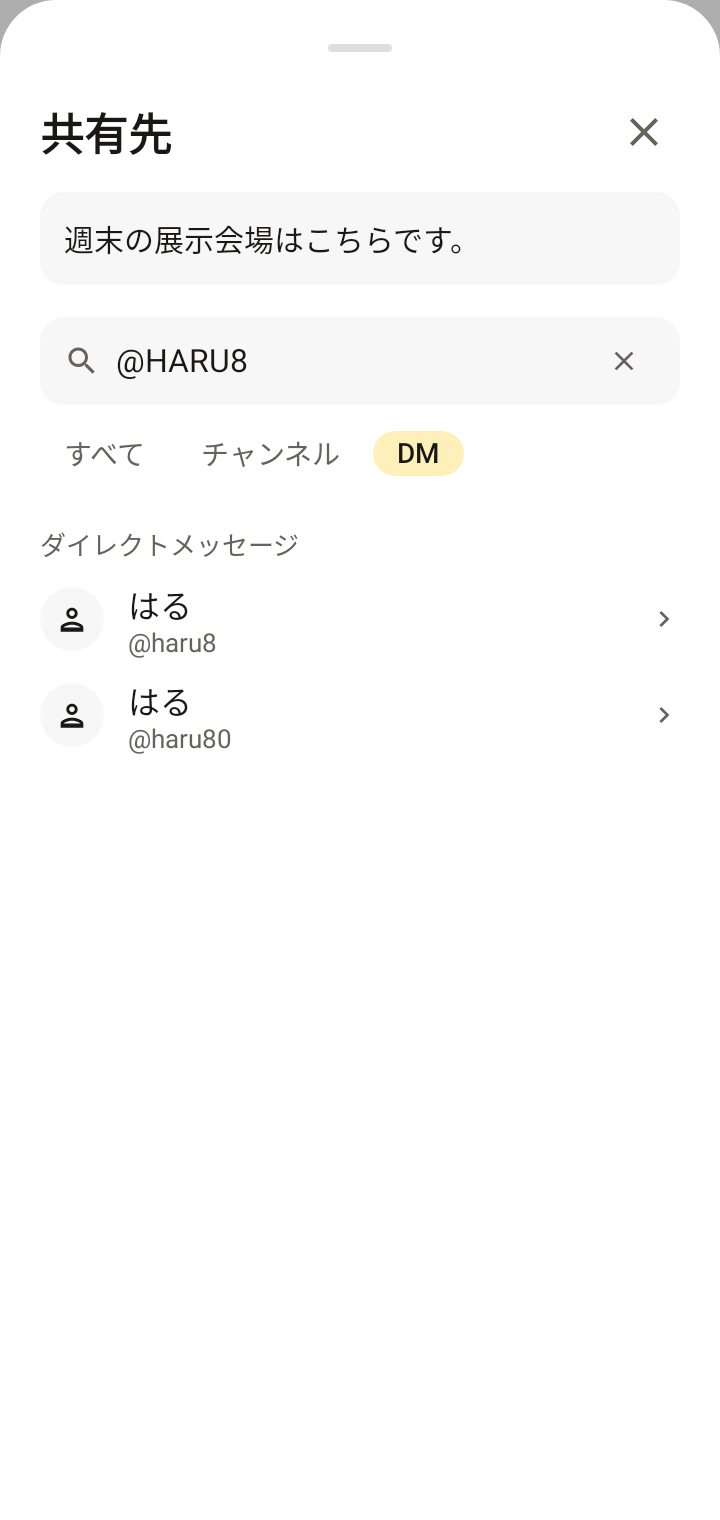 共有先
週末の展示会場はこちらです。
@HARU8
すべて チャンネル DM
ダイレクトメッセージ
はる
@haru8
はる
@haru80